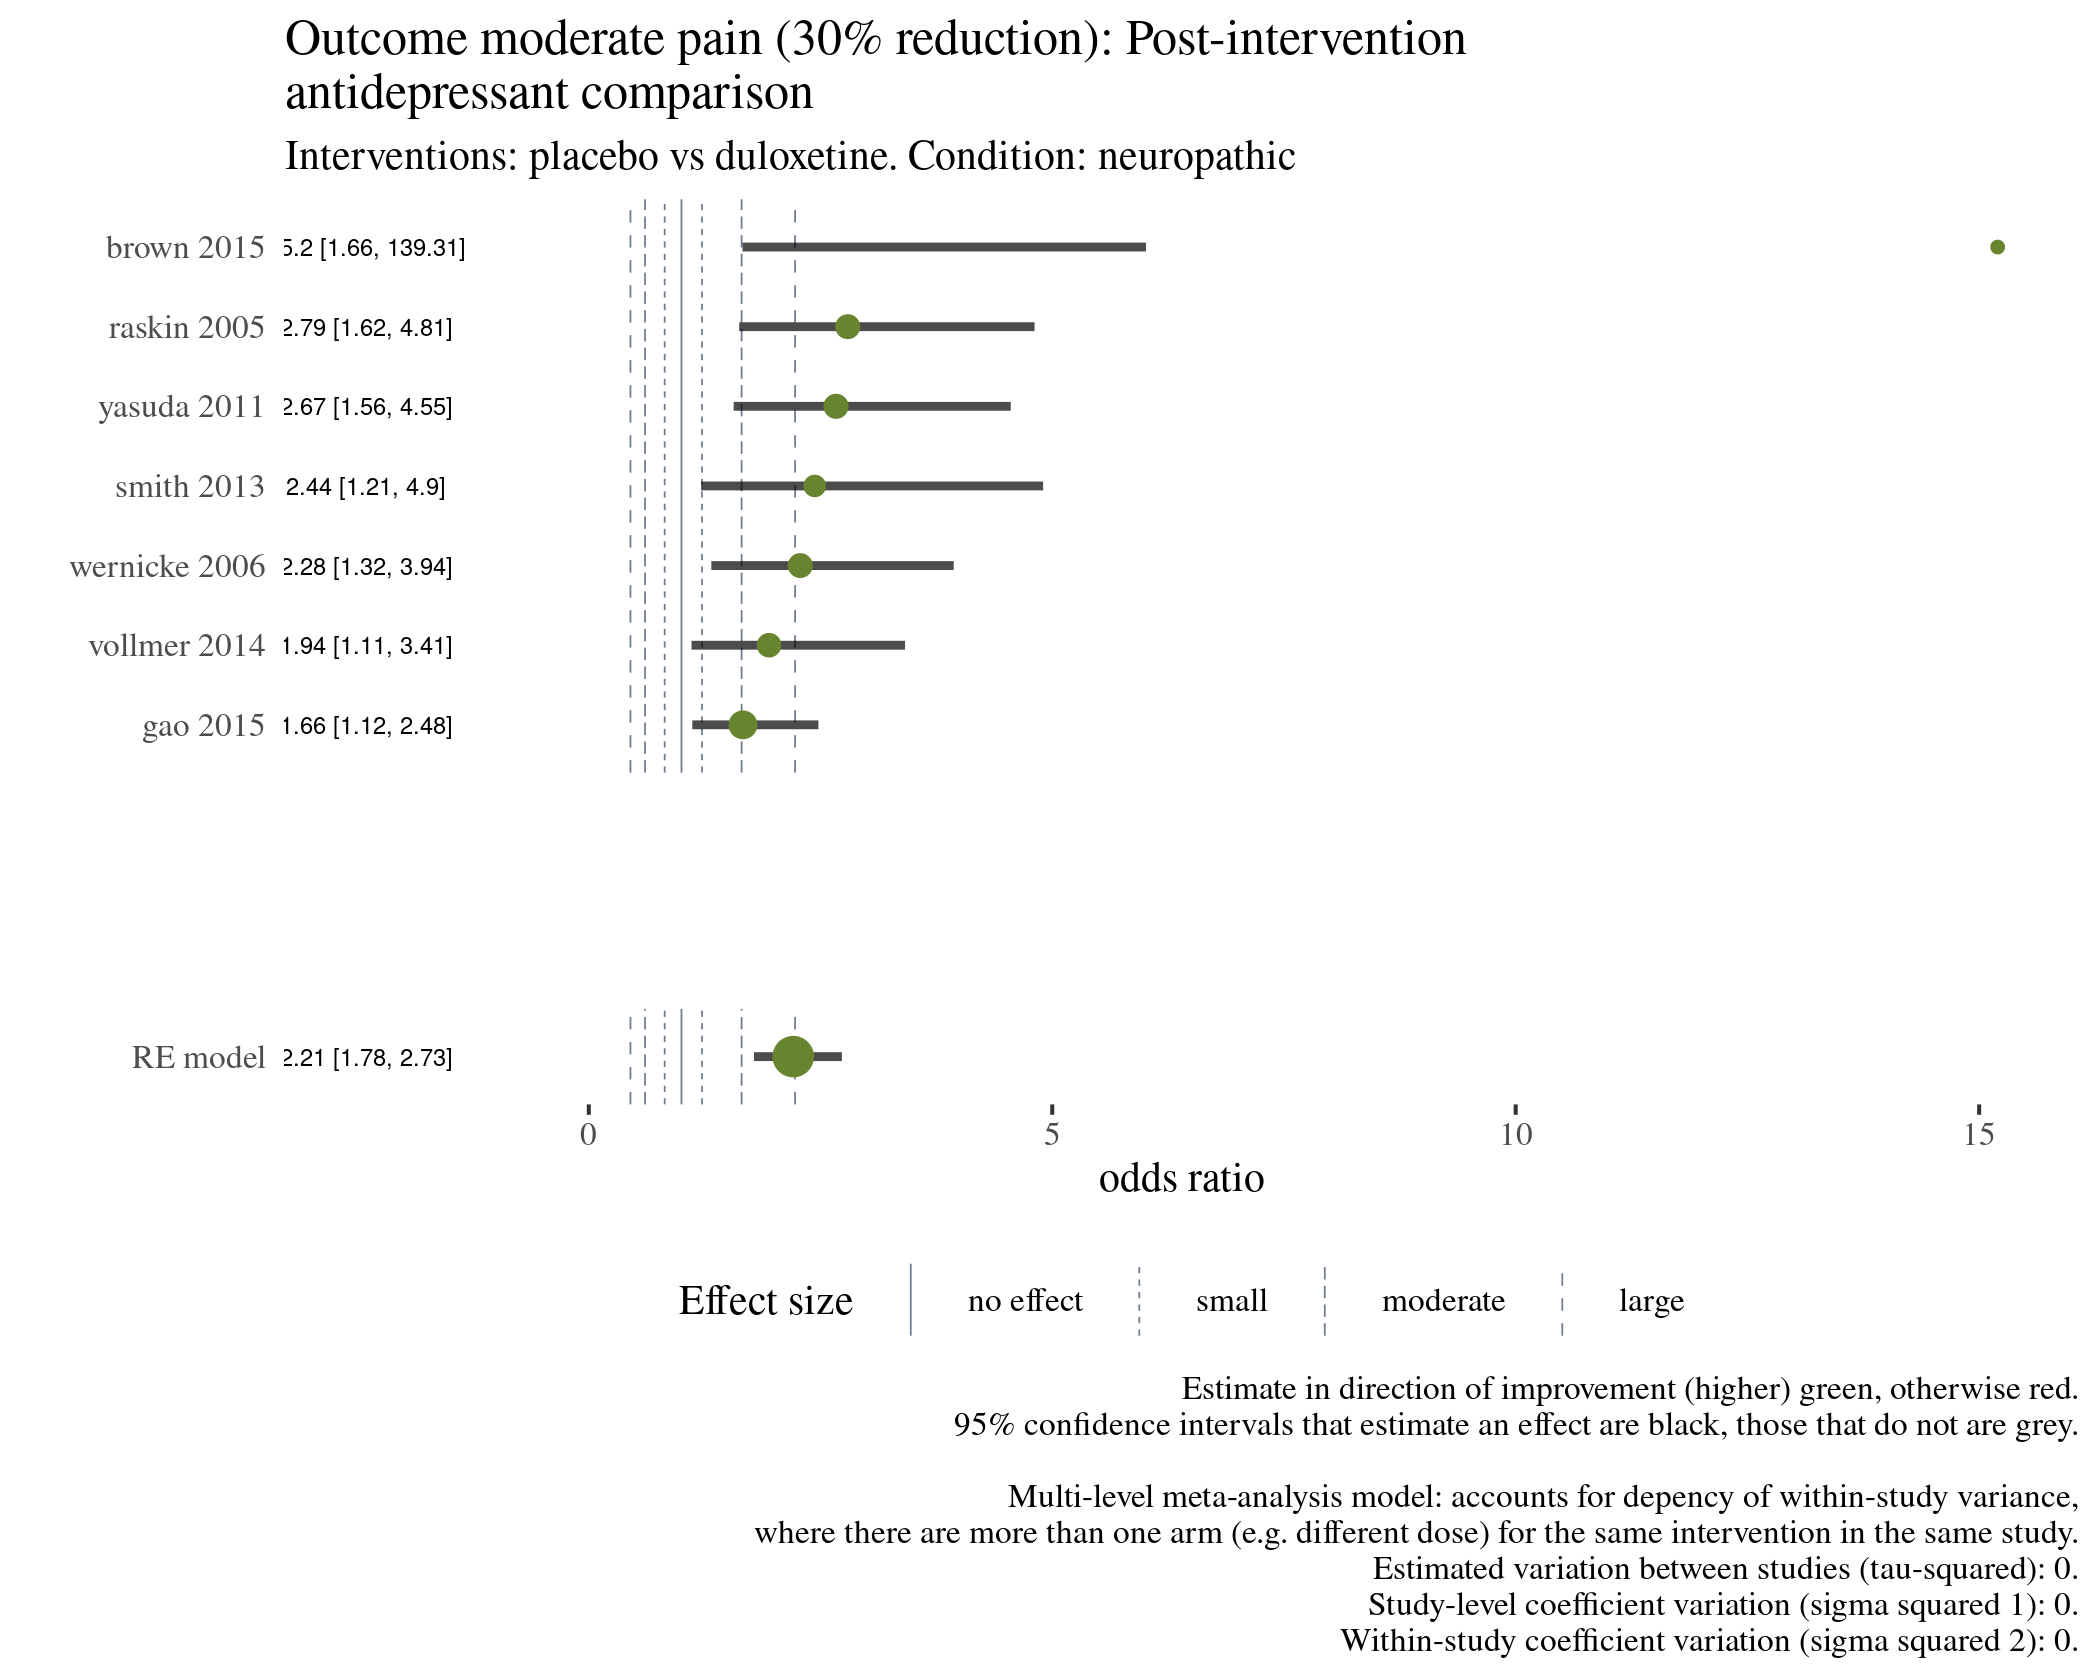 Outcome moderate pain (30% reduction): Post-intervention
antidepressant comparison
Interventions: placebo vs duloxetine. Condition: neuropathic
brown 2015 5.2 [1.66, 139.31]
raskin 2005 2.79 [1.62, 4.81]
yasuda 2011 2.67 [1.56, 4.55]
smith 2013 2.44 [1.21, 4.9]
wernicke 2006 2.28 [1.32, 3.94]
vollmer 2014 1.94 [1.11, 3.41]
gao 2015 1.66 [1.12, 2.48]
RE model 2.21 [1.78, 2.73]
0 5 10 15
odds ratio
Effect size no effect small moderate large
Estimate in direction of improvement (higher) green, otherwise red.
95% confidence intervals that estimate an effect are black, those that do not are grey.
Multi-level meta-analysis model: accounts for depency of within-study variance,
where there are more than one arm (e.g. different dose) for the same intervention in the same study.
Estimated variation between studies (tau-squared): 0.
Study-level coefficient variation (sigma squared 1): 0.
Within-study coefficient variation (sigma squared 2): 0.